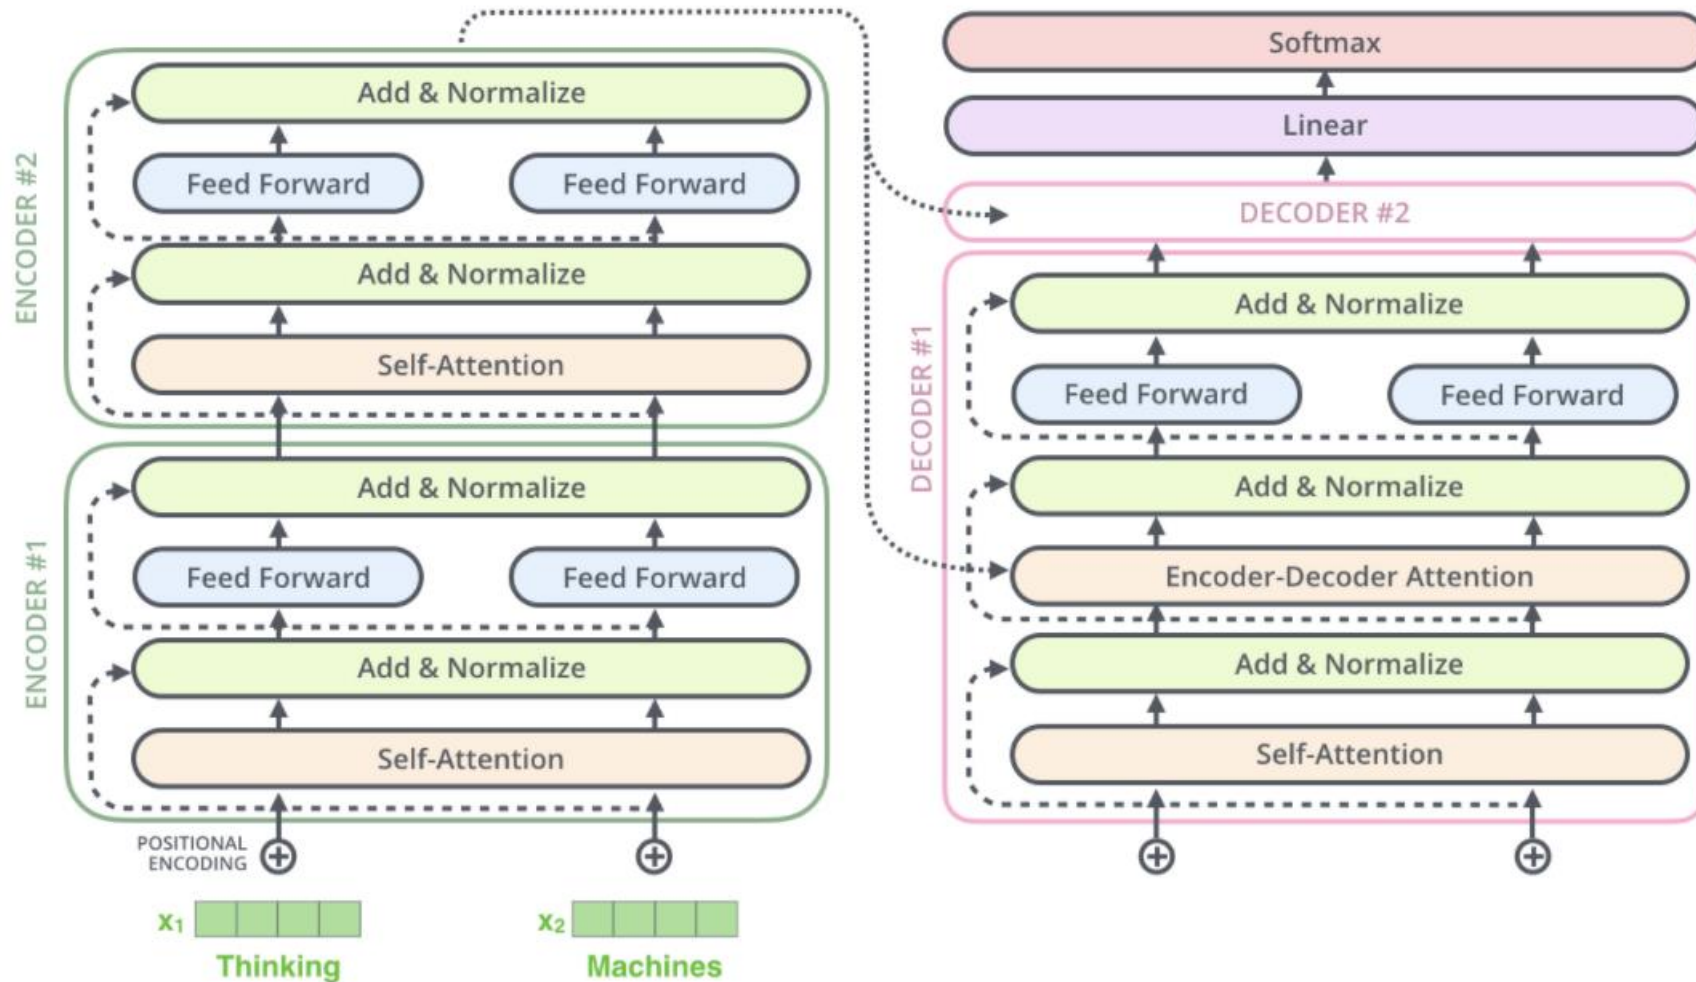 ENCODER #2
Add & Normalize
Feed Forward Feed Forward
Add & Normalize
Self-Attention
ENCODER #1
Add & Normalize
Feed Forward Feed Forward
Add & Normalize
Self-Attention
POSITIONAL
ENCODING
x₁ x₂
Thinking Machines
Softmax
Linear
DECODER #2
DECODER #1
Add & Normalize
Feed Forward Feed Forward
Add & Normalize
Encoder-Decoder Attention
Add & Normalize
Self-Attention